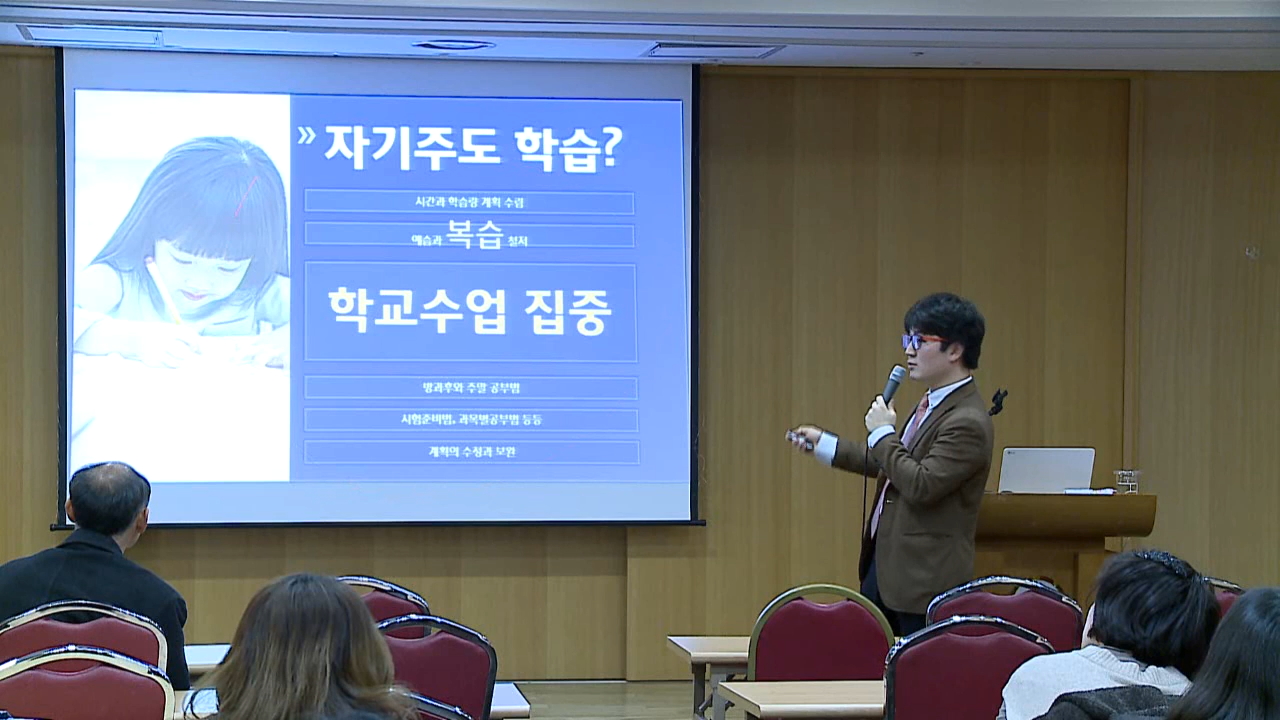 » 자기주도 학습?
시간과 학습량 계획 수립
예습과 복습 철저
학교수업 집중
방과후와 주말 공부법
시험준비법, 과목별공부법 등등
계획의 수정과 보완